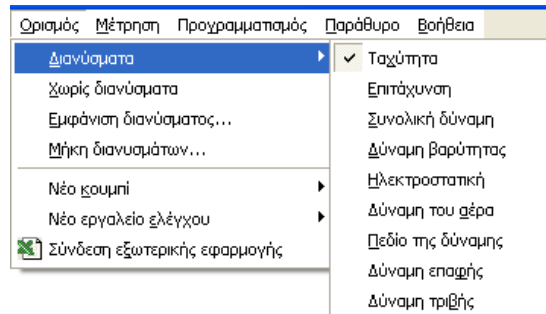 Ορισμός Μέτρηση Προγραμματισμός Παράθυρο Βοήθεια
Διανύσματα
Χωρίς διανύσματα
Εμφάνιση διανύσματος...
Μήκη διανυσμάτων...
Νέο κουμπί
Νέο εργαλείο ελέγχου
Σύνδεση εξωτερικής εφαρμογής
Ταχύτητα
Επιτάχυνση
Συνολική δύναμη
Δύναμη βαρύτητας
Ηλεκτροστατική
Δύναμη του αέρα
Πεδίο της δύναμης
Δύναμη επαφής
Δύναμη τριβής